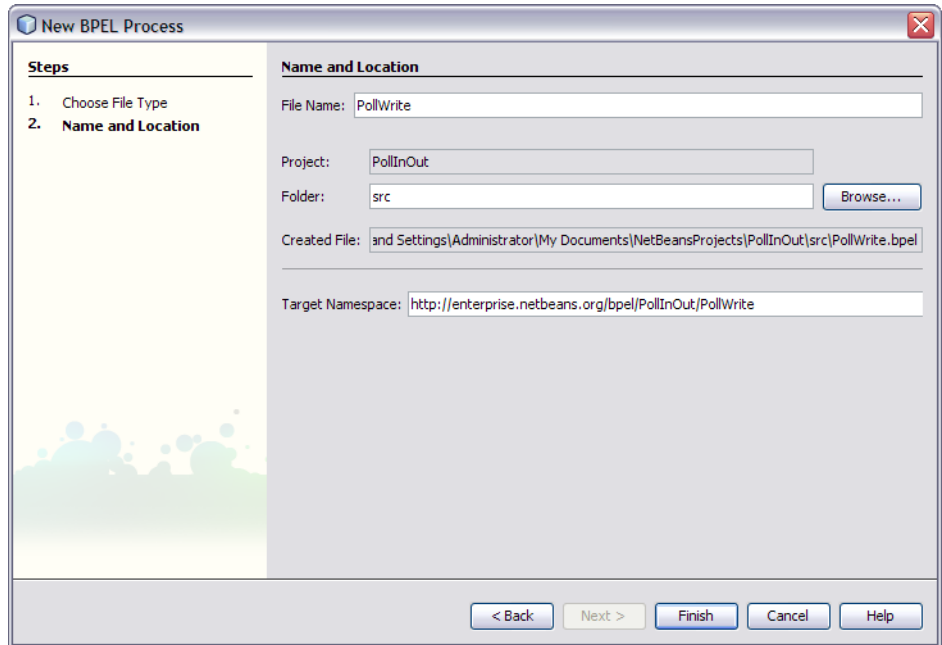 New BPEL Process
Steps
1. Choose File Type
2. Name and Location
Name and Location
File Name: PollWrite
Project: PollInOut
Folder: src Browse...
Created File: and Settings\Administrator\My Documents\NetBeansProjects\PollInOut\src\PollWrite.bpel
Target Namespace: http://enterprise.netbeans.org/bpel/PollInOut/PollWrite
< Back Next > Finish Cancel Help